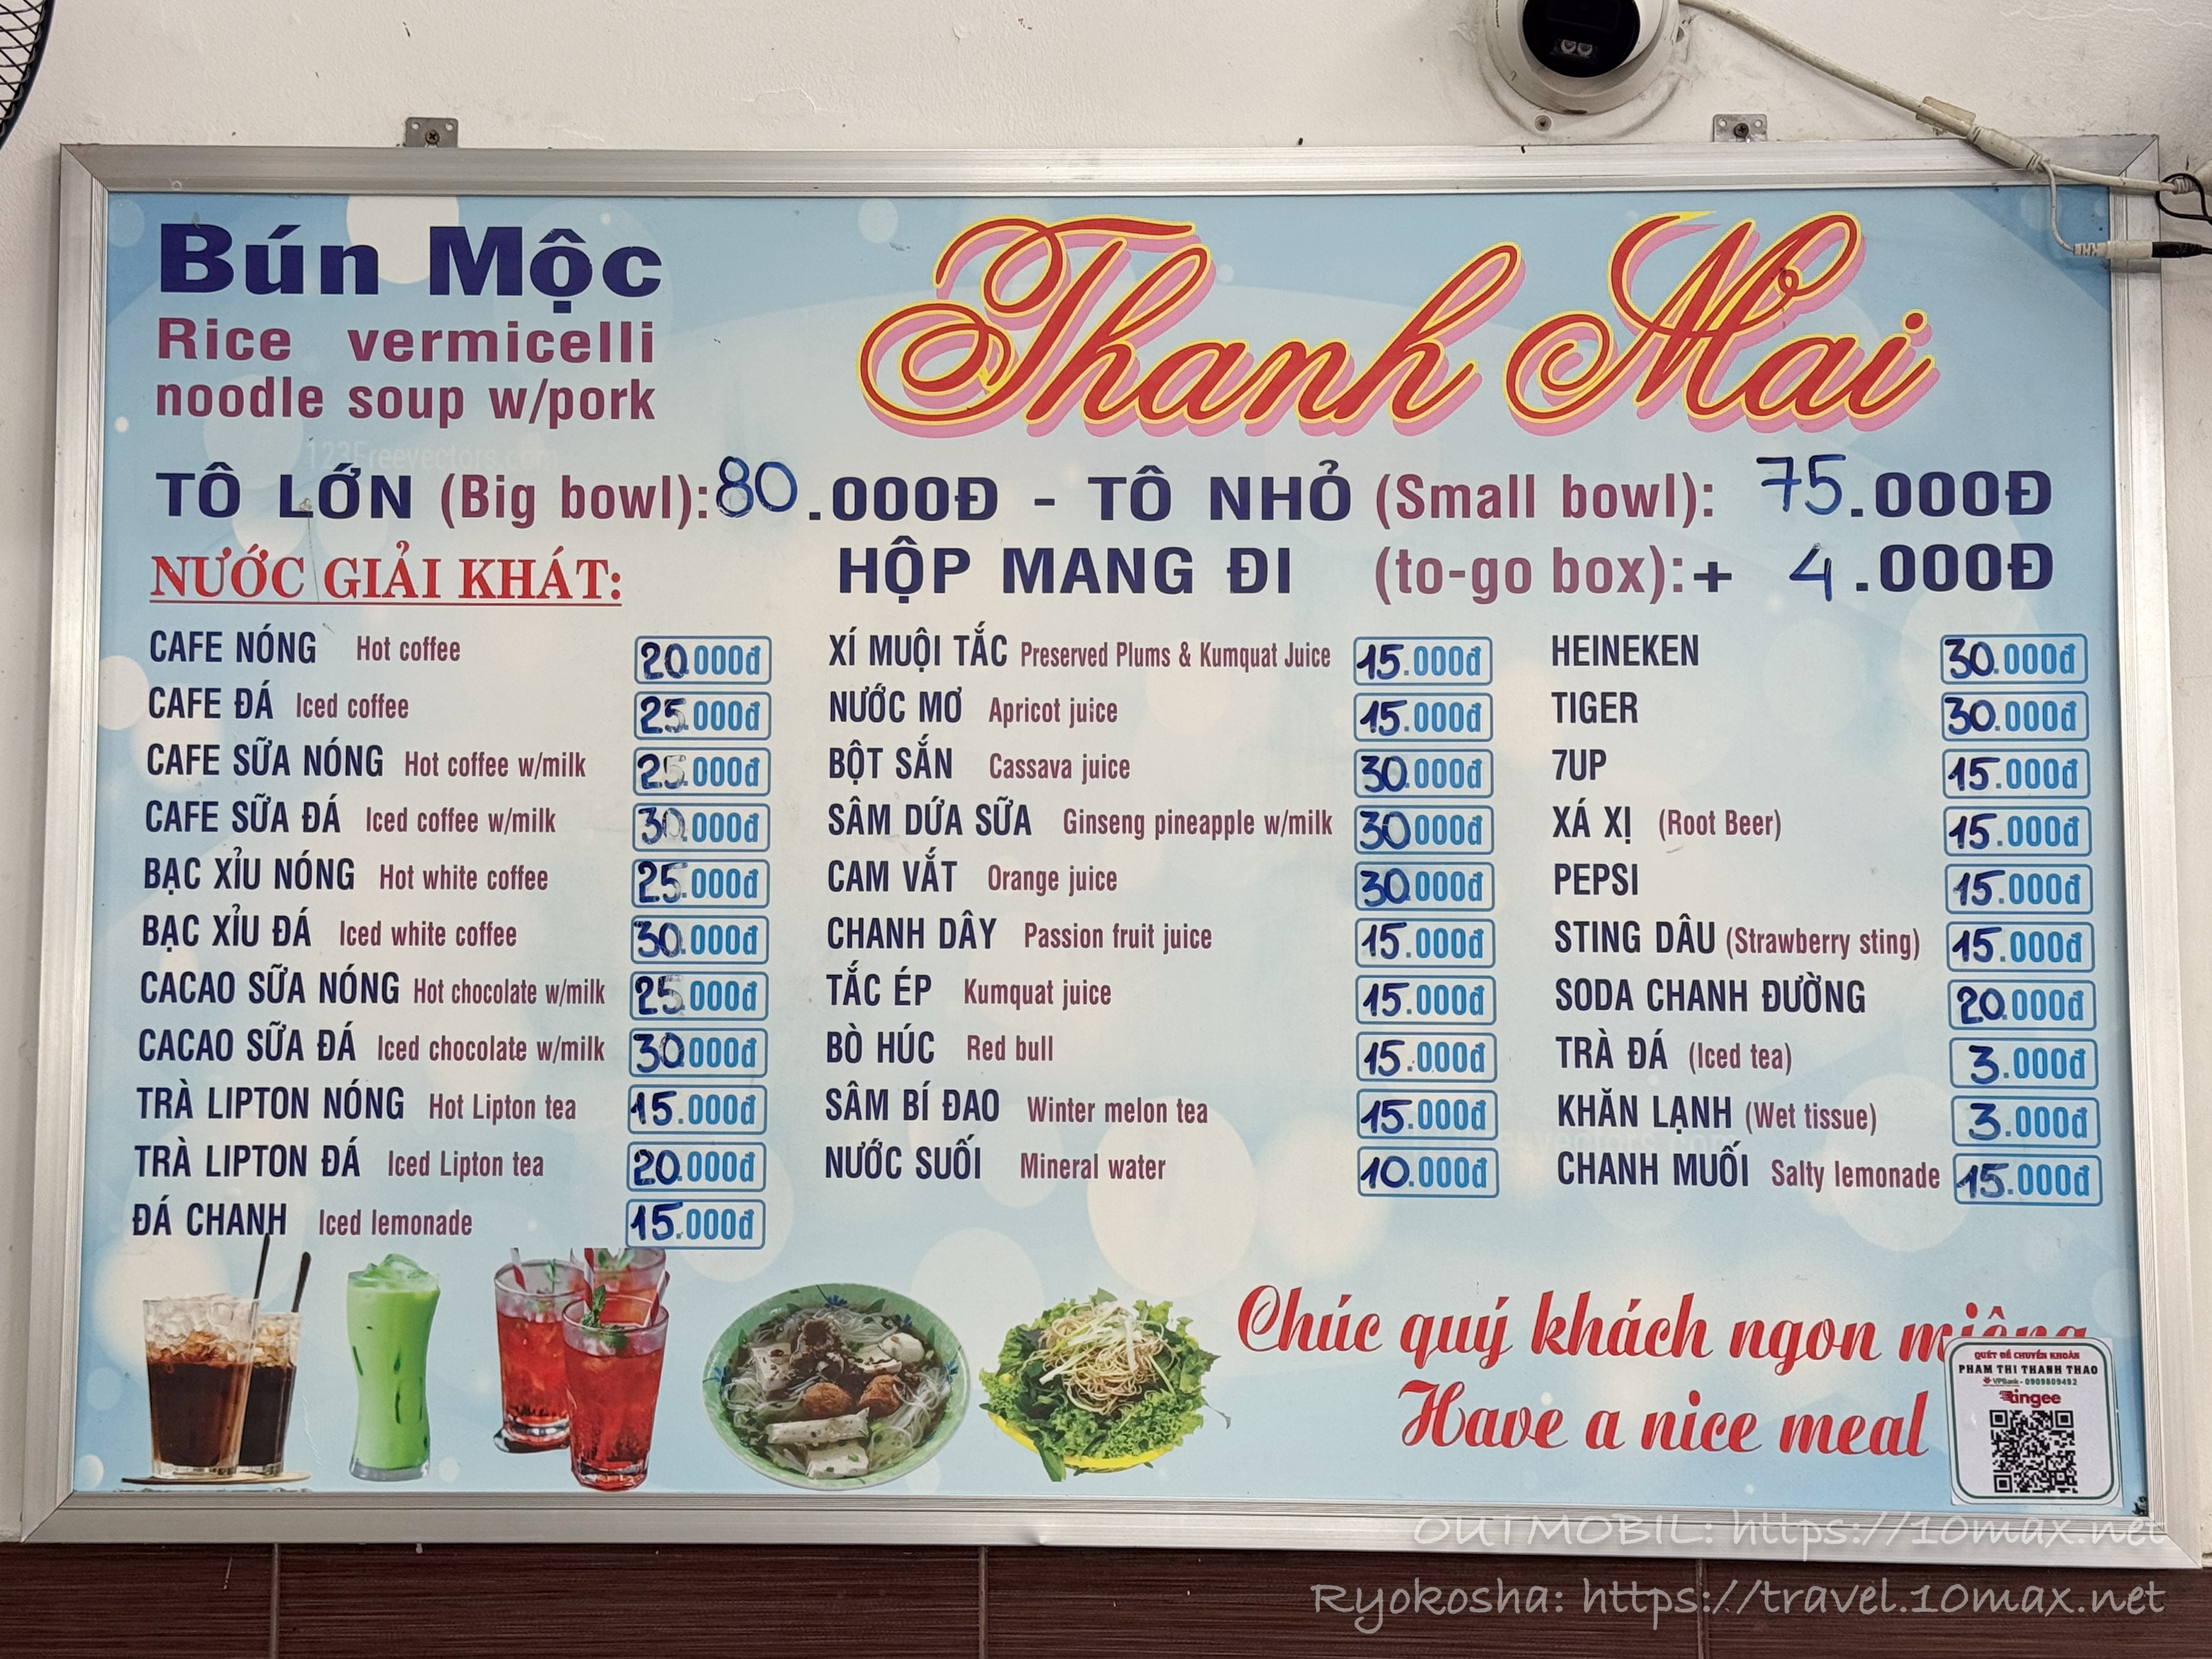 Bún Mộc
Rice vermicelli
noodle soup w/pork
Thanh Mai
123Freevectors.com
TÔ LỚN (Big bowl): 80.000Đ - TÔ NHỎ (Small bowl): 75.000Đ
HỘP MANG ĐI (to-go box): + 4.000Đ
NƯỚC GIẢI KHÁT:
CAFE NÓNG Hot coffee 20.000đ
CAFE ĐÁ Iced coffee 25.000đ
CAFE SỮA NÓNG Hot coffee w/milk 25.000đ
CAFE SỮA ĐÁ Iced coffee w/milk 30.000đ
BẠC XỈU NÓNG Hot white coffee 25.000đ
BẠC XỈU ĐÁ Iced white coffee 30.000đ
CACAO SỮA NÓNG Hot chocolate w/milk 25.000đ
CACAO SỮA ĐÁ Iced chocolate w/milk 30.000đ
TRÀ LIPTON NÓNG Hot Lipton tea 15.000đ
TRÀ LIPTON ĐÁ Iced Lipton tea 20.000đ
ĐÁ CHANH Iced lemonade 15.000đ
XÍ MUỘI TẮC Preserved Plums & Kumquat Juice 15.000đ
NƯỚC MƠ Apricot juice 15.000đ
BỘT SẮN Cassava juice 30.000đ
SÂM DỨA SỮA Ginseng pineapple w/milk 30.000đ
CAM VẮT Orange juice 30.000đ
CHANH DÂY Passion fruit juice 15.000đ
TẮC ÉP Kumquat juice 15.000đ
BÒ HÚC Red bull 15.000đ
SÂM BÍ ĐAO Winter melon tea 15.000đ
NƯỚC SUỐI Mineral water 10.000đ
HEINEKEN 30.000đ
TIGER 30.000đ
7UP 15.000đ
XÁ XỊ (Root Beer) 15.000đ
PEPSI 15.000đ
STING DÂU (Strawberry sting) 15.000đ
SODA CHANH ĐƯỜNG 20.000đ
TRÀ ĐÁ (Iced tea) 3.000đ
KHĂN LẠNH (Wet tissue) 3.000đ
CHANH MUỐI Salty lemonade 15.000đ
Chúc quý khách ngon miệng
Have a nice meal
QUÉT ĐỂ CHUYỂN KHOẢN
PHAM THI THANH THAO
VPBank - 0909809492
tingee
OUTMOBIL: https://10max.net
Ryokosha: https://travel.10max.net